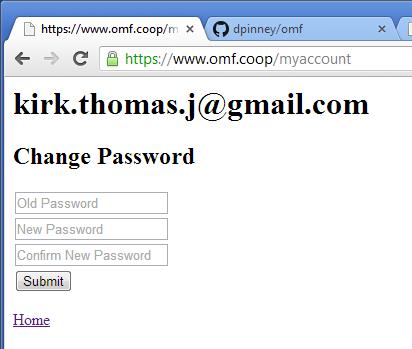 https://www.omf.coop/m
dpinney/omf
https://www.omf.coop/myaccount
kirk.thomas.j@gmail.com
Change Password
Old Password
New Password
Confirm New Password
Submit
Home